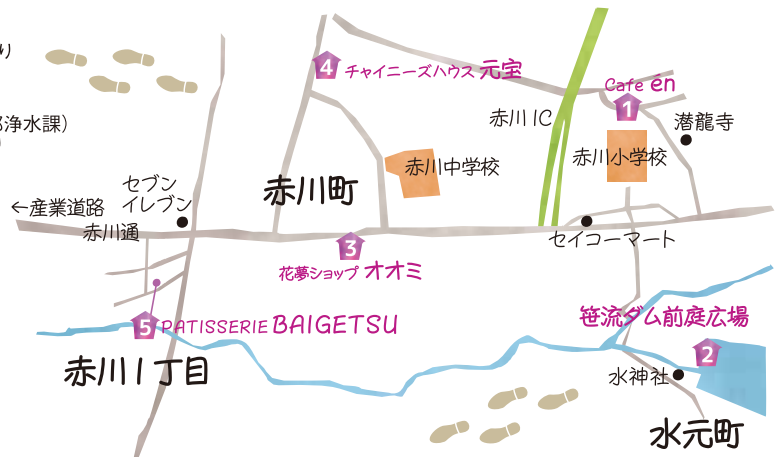 り
浄水課）
4
チャイニーズハウス 元宝
Cafe én
1
赤川IC
潜龍寺
赤川小学校
赤川中学校
セブン
イレブン
赤川町
←産業道路
赤川通
セイコーマート
3
花夢ショップ オオミ
5 PATISSERIE BAIGETSU
笹流ダム前庭広場
2
赤川1丁目
水神社
水元町